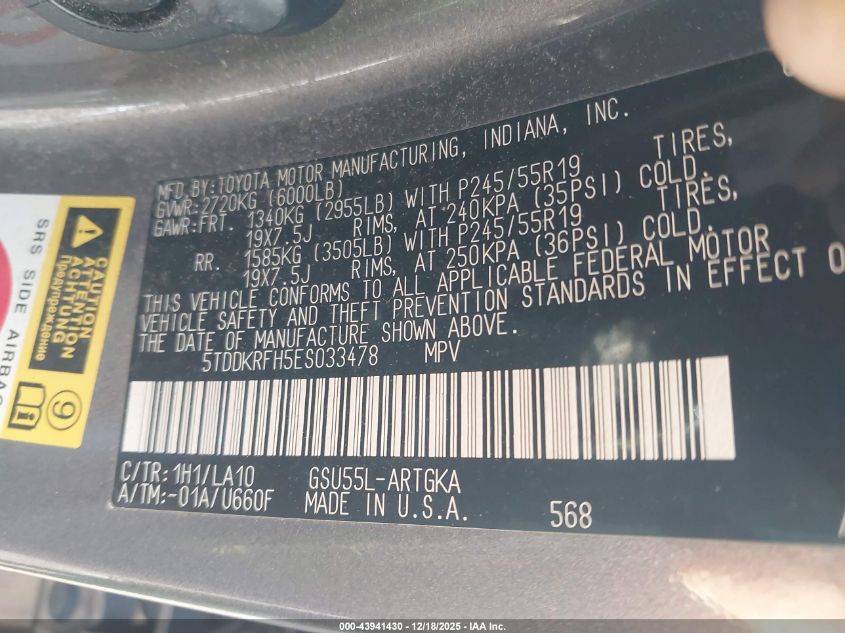 MFD.BY:TOYOTA MOTOR MANUFACTURING, INDIANA, INC.
GVWR:2720KG (6000LB)
GAWR:FRT. 1340KG (2955LB) WITH P245/55R19 TIRES,
19X7.5J RIMS, AT 240KPA (35PSI) COLD.
RR. 1585KG (3505LB) WITH P245/55R19 TIRES,
19X7.5J RIMS, AT 250KPA (36PSI) COLD.
THIS VEHICLE CONFORMS TO ALL APPLICABLE FEDERAL MOTOR
VEHICLE SAFETY AND THEFT PREVENTION STANDARDS IN EFFECT O
THE DATE OF MANUFACTURE SHOWN ABOVE.
5TDDKRFH5ES033478 MPV
C/TR:1H1/LA10 GSU55L-ARTGKA
A/TM:-01A/U660F MADE IN U.S.A. 568
SRS SIDE AIRBAG
CAUTION
ATTENTION
ACHTUNG
Предупреждение
9
000-43941430 - 12/18/2025 - IAA Inc.